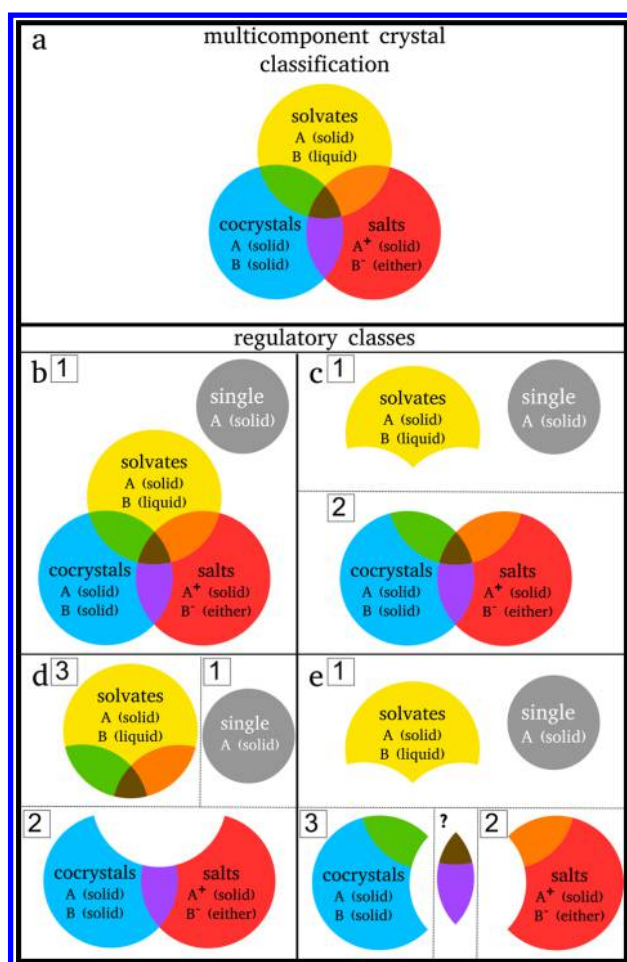 a
multicomponent crystal
classification
solvates
A (solid)
B (liquid)
cocrystals
A (solid)
B (solid)
salts
A⁺ (solid)
B⁻ (either)
regulatory classes
b 1
single
A (solid)
solvates
A (solid)
B (liquid)
cocrystals
A (solid)
B (solid)
salts
A⁺ (solid)
B⁻ (either)
c 1
solvates
A (solid)
B (liquid)
single
A (solid)
2
cocrystals
A (solid)
B (solid)
salts
A⁺ (solid)
B⁻ (either)
d 3
solvates
A (solid)
B (liquid)
1
single
A (solid)
2
cocrystals
A (solid)
B (solid)
salts
A⁺ (solid)
B⁻ (either)
e 1
solvates
A (solid)
B (liquid)
single
A (solid)
3
cocrystals
A (solid)
B (solid)
?
2
salts
A⁺ (solid)
B⁻ (either)